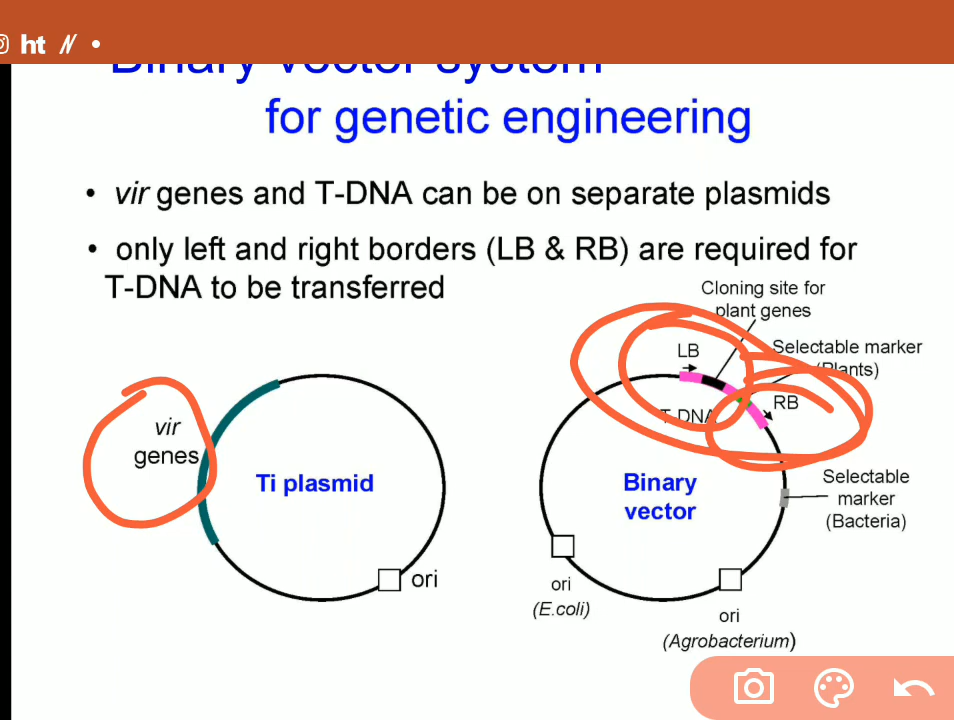 ht N •
Binary vector system
for genetic engineering
• vir genes and T-DNA can be on separate plasmids
• only left and right borders (LB & RB) are required for
T-DNA to be transferred
Cloning site for
plant genes
LB
Selectable marker
(Plants)
RB
T-DNA
vir
genes
Ti plasmid
ori
Binary
vector
Selectable
marker
(Bacteria)
ori
(E.coli)
ori
(Agrobacterium)